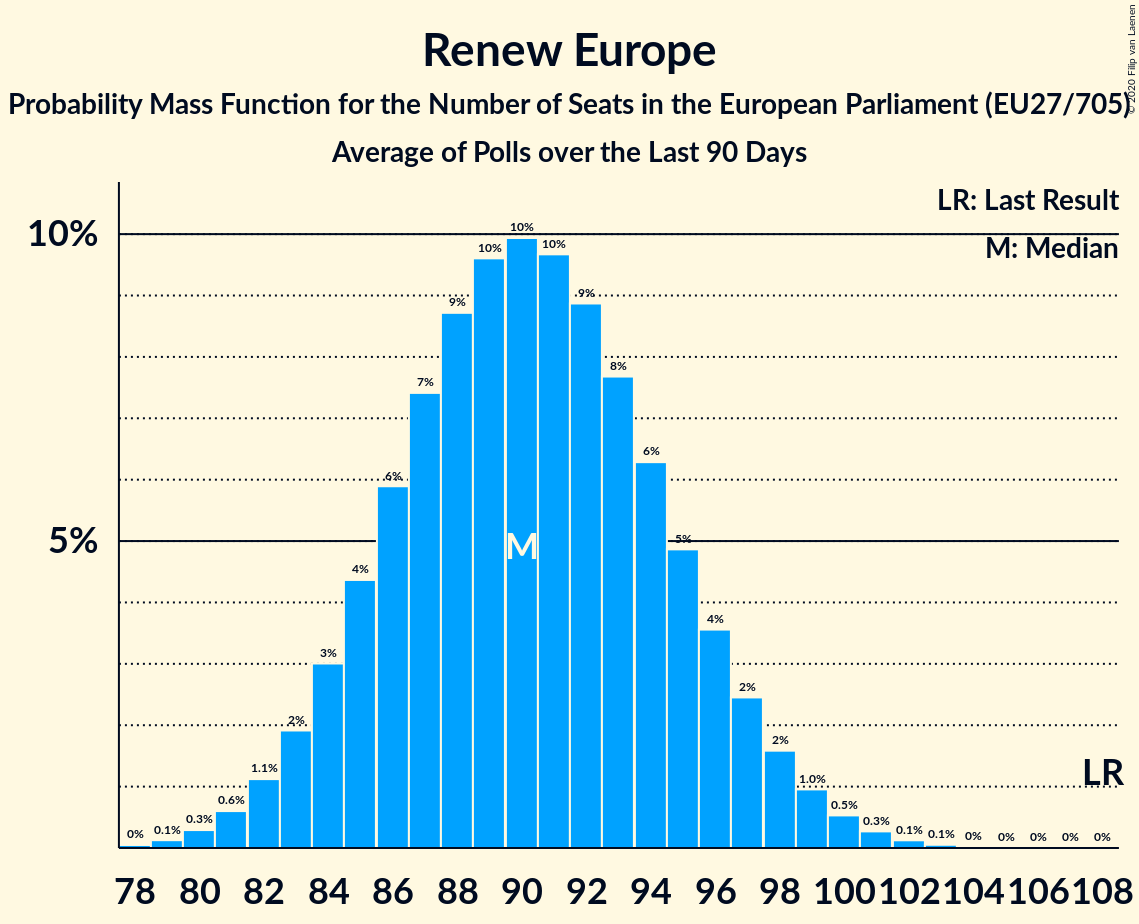 Renew Europe
Probability Mass Function for the Number of Seats in the European Parliament (EU27/705)
Average of Polls over the Last 90 Days
© 2020 Filip van Laenen
LR: Last Result
M: Median
10%
5%
0% 0.1% 0.3% 0.6% 1.1% 2% 3% 4% 6% 7% 9% 10% 10% 10% 9% 8% 6% 5% 4% 2% 2% 1.0% 0.5% 0.3% 0.1% 0.1% 0% 0% 0% 0% 0%
M
LR
78 80 82 84 86 88 90 92 94 96 98 100 102 104 106 108